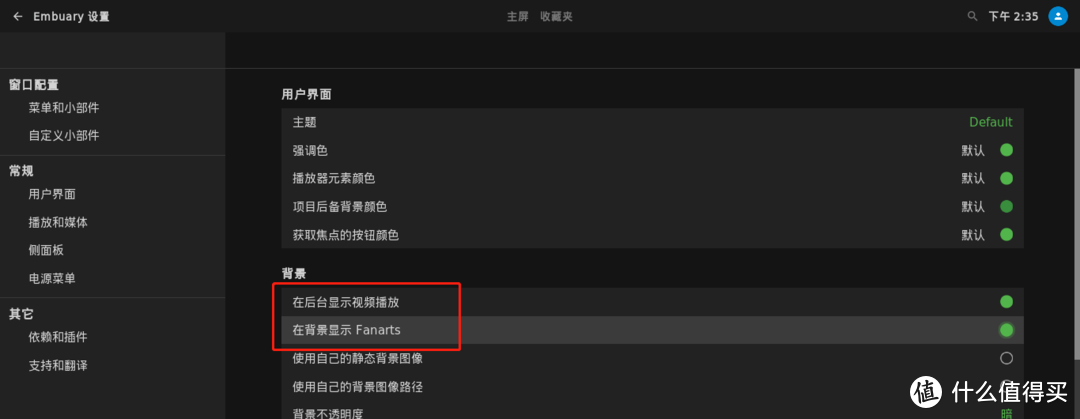 Embuary 设置
主屏 收藏夹
下午 2:35
窗口配置
菜单和小部件
自定义小部件
常规
用户界面
播放和媒体
侧面板
电源菜单
其它
依赖和插件
支持和翻译
用户界面
主题 Default
强调色 默认
播放器元素颜色 默认
项目后备背景颜色 默认
获取焦点的按钮颜色 默认
背景
在后台显示视频播放
在背景显示 Fanarts
使用自己的静态背景图像
使用自己的背景图像路径
背景不透明度 暗
值 什么值得买